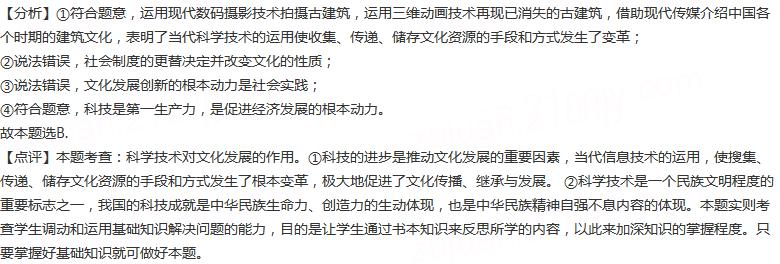 【分析】①符合题意，运用现代数码摄影技术拍摄古建筑，运用三维动画技术再现已消失的古建筑，借助现代传媒介绍中国各
个时期的建筑文化，表明了当代科学技术的运用使收集、传递、储存文化资源的手段和方式发生了变革；
②说法错误，社会制度的更替决定并改变文化的性质；
③说法错误，文化发展创新的根本动力是社会实践；
④符合题意，科技是第一生产力，是促进经济发展的根本动力。
故本题选B.
【点评】本题考查：科学技术对文化发展的作用。①科技的进步是推动文化发展的重要因素，当代信息技术的运用，使搜集、
传递、储存文化资源的手段和方式发生了根本变革，极大地促进了文化传播、继承与发展。 ②科学技术是一个民族文明程度的
重要标志之一，我国的科技成就是中华民族生命力、创造力的生动体现，也是中华民族精神自强不息内容的体现。本题实则考
查学生调动和运用基础知识解决问题的能力，目的是让学生通过书本知识来反思所学的内容，以此来加深知识的掌握程度。只
要掌握好基础知识就可做好本题。